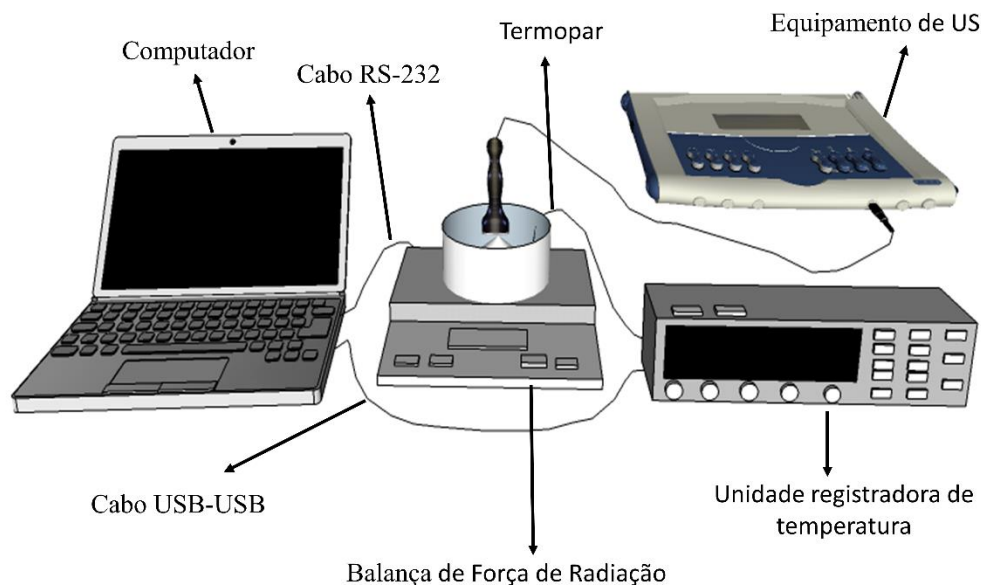 Computador
Cabo RS-232
Termopar
Equipamento de US
Cabo USB-USB
Balança de Força de Radiação
Unidade registradora de
temperatura